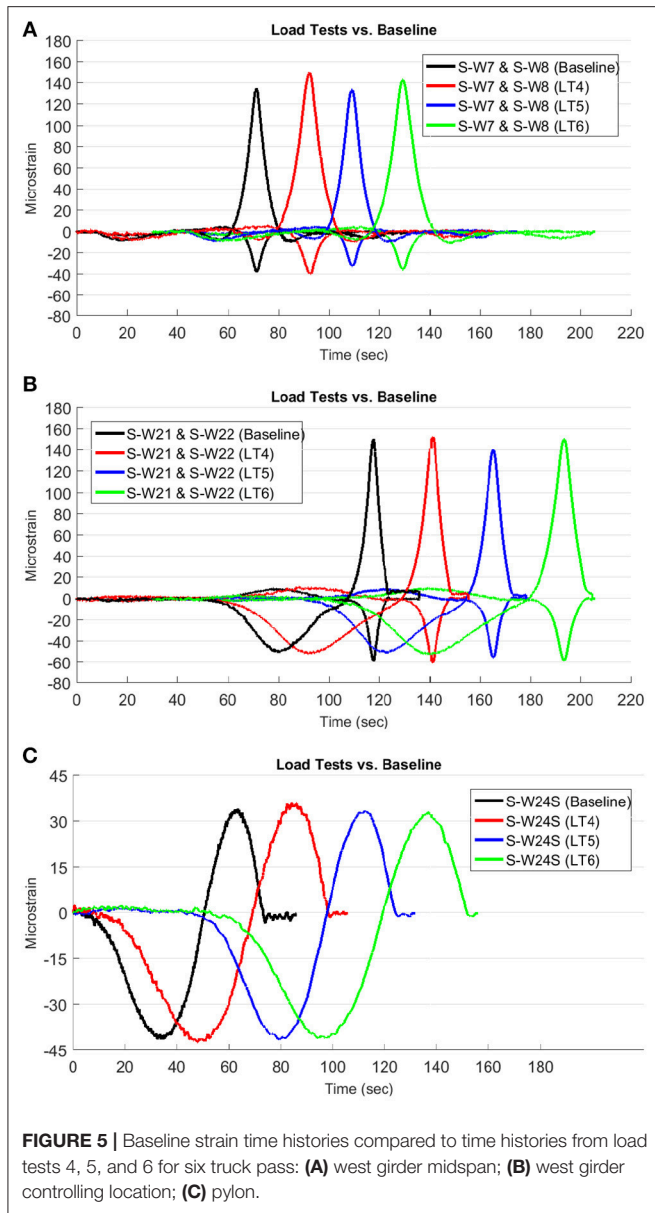 A
Load Tests vs. Baseline
180
160
140
120
100
80
60
40
20
0
-20
-40
-60
-80
Microstrain
S-W7 & S-W8 (Baseline)
S-W7 & S-W8 (LT4)
S-W7 & S-W8 (LT5)
S-W7 & S-W8 (LT6)
0 20 40 60 80 100 120 140 160 180 200 220
Time (sec)
B
Load Tests vs. Baseline
180
160
140
120
100
80
60
40
20
0
-20
-40
-60
-80
Microstrain
S-W21 & S-W22 (Baseline)
S-W21 & S-W22 (LT4)
S-W21 & S-W22 (LT5)
S-W21 & S-W22 (LT6)
0 20 40 60 80 100 120 140 160 180 200 220
Time (sec)
C
Load Tests vs. Baseline
45
30
15
0
-15
-30
-45
Microstrain
S-W24S (Baseline)
S-W24S (LT4)
S-W24S (LT5)
S-W24S (LT6)
0 20 40 60 80 100 120 140 160 180
Time (sec)
FIGURE 5 | Baseline strain time histories compared to time histories from load
tests 4, 5, and 6 for six truck pass: (A) west girder midspan; (B) west girder
controlling location; (C) pylon.